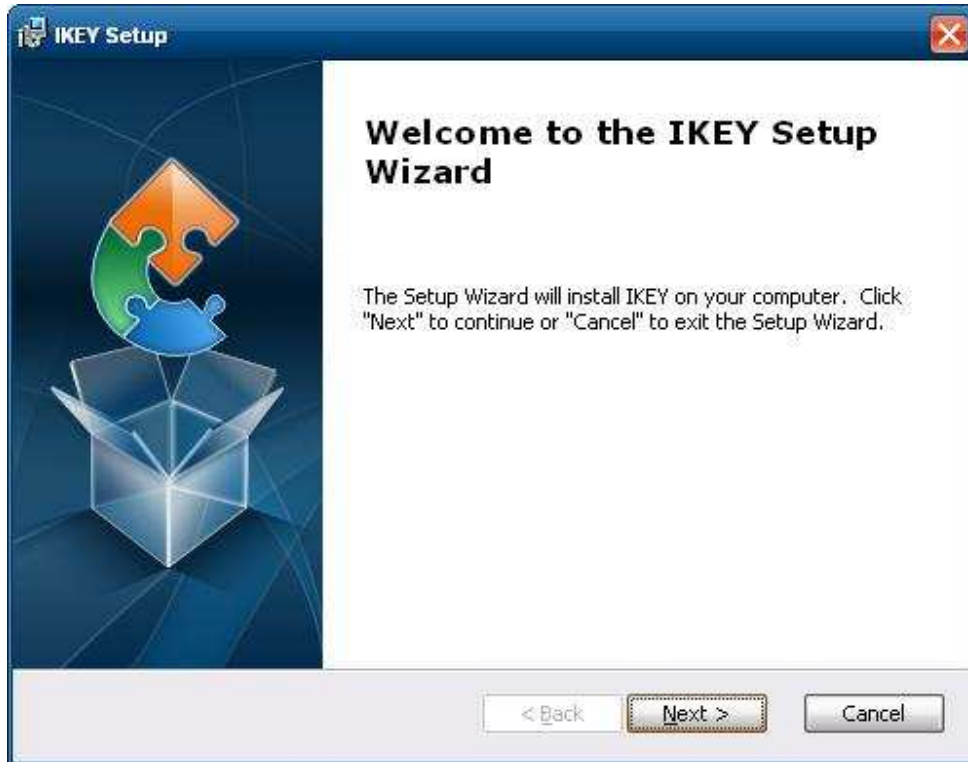 IKEY Setup
Welcome to the IKEY Setup
Wizard
The Setup Wizard will install IKEY on your computer.  Click
"Next" to continue or "Cancel" to exit the Setup Wizard.
< Back Next > Cancel